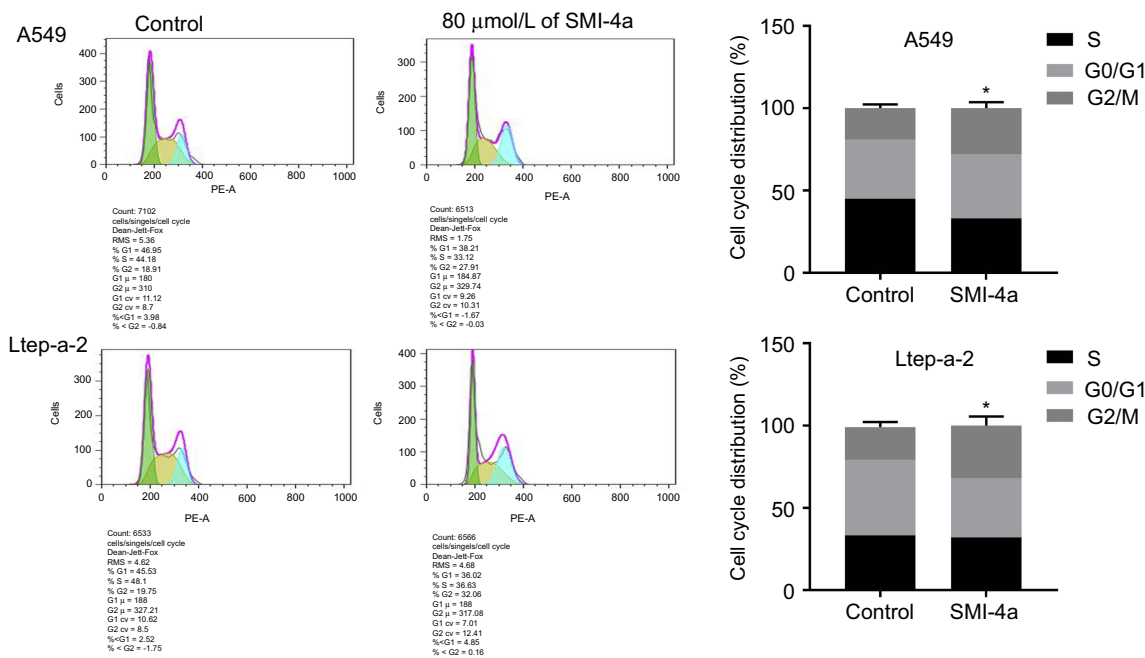 Control
80 μmol/L of SMI-4a
A549
400
300
200
100
0
Cells
0 200 400 600 800 1000
PE-A
Count: 7102
cells/singels/cell cycle
Dean-Jett-Fox
RMS = 5.36
% G1 = 46.95
% S = 44.18
% G2 = 18.91
G1 μ = 180
G2 μ = 310
G1 cv = 11.12
G2 cv = 8.7
%<G1 = 3.98
% < G2 = -0.84
300
200
100
0
Cells
0 200 400 600 800 1000
PE-A
Count: 6513
cells/singels/cell cycle
Dean-Jett-Fox
RMS = 1.75
% G1 = 38.21
% S = 33.12
% G2 = 27.91
G1 μ = 184.87
G2 μ = 329.74
G1 cv = 9.26
G2 cv = 10.31
%<G1 = -1.67
% < G2 = -0.03
150
100
50
0
Cell cycle distribution (%)
A549
*
Control SMI-4a
S
G0/G1
G2/M
Ltep-a-2
300
200
100
0
Cells
0 200 400 600 800 1000
PE-A
Count: 6533
cells/singels/cell cycle
Dean-Jett-Fox
RMS = 4.62
% G1 = 45.53
% S = 48.1
% G2 = 19.75
G1 μ = 188
G2 μ = 327.21
G1 cv = 10.62
G2 cv = 8.5
%<G1 = 2.52
% < G2 = -1.75
400
300
200
100
0
Cells
0 200 400 600 800 1000
PE-A
Count: 6566
cells/singels/cell cycle
Dean-Jett-Fox
RMS = 4.68
% G1 = 36.02
% S = 36.63
% G2 = 32.06
G1 μ = 188
G2 μ = 317.08
G1 cv = 7.01
G2 cv = 12.41
%<G1 = 4.85
% < G2 = 0.16
150
100
50
0
Cell cycle distribution (%)
Ltep-a-2
*
Control SMI-4a
S
G0/G1
G2/M